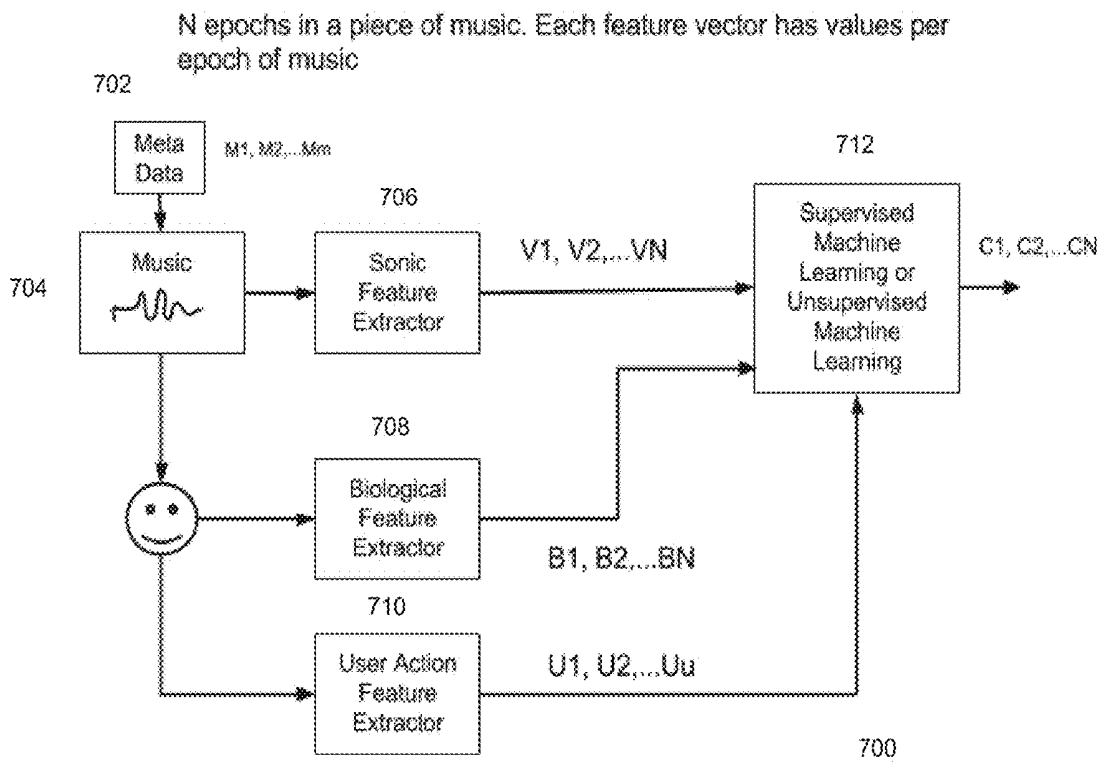 N epochs in a piece of music. Each feature vector has values per
epoch of music
702
Meta
Data
M1, M2,...Mm
704
Music
706
Sonic
Feature
Extractor
V1, V2,...VN
712
Supervised
Machine
Learning or
Unsupervised
Machine
Learning
C1, C2,...CN
708
Biological
Feature
Extractor
B1, B2,...BN
710
User Action
Feature
Extractor
U1, U2,...Uu
700